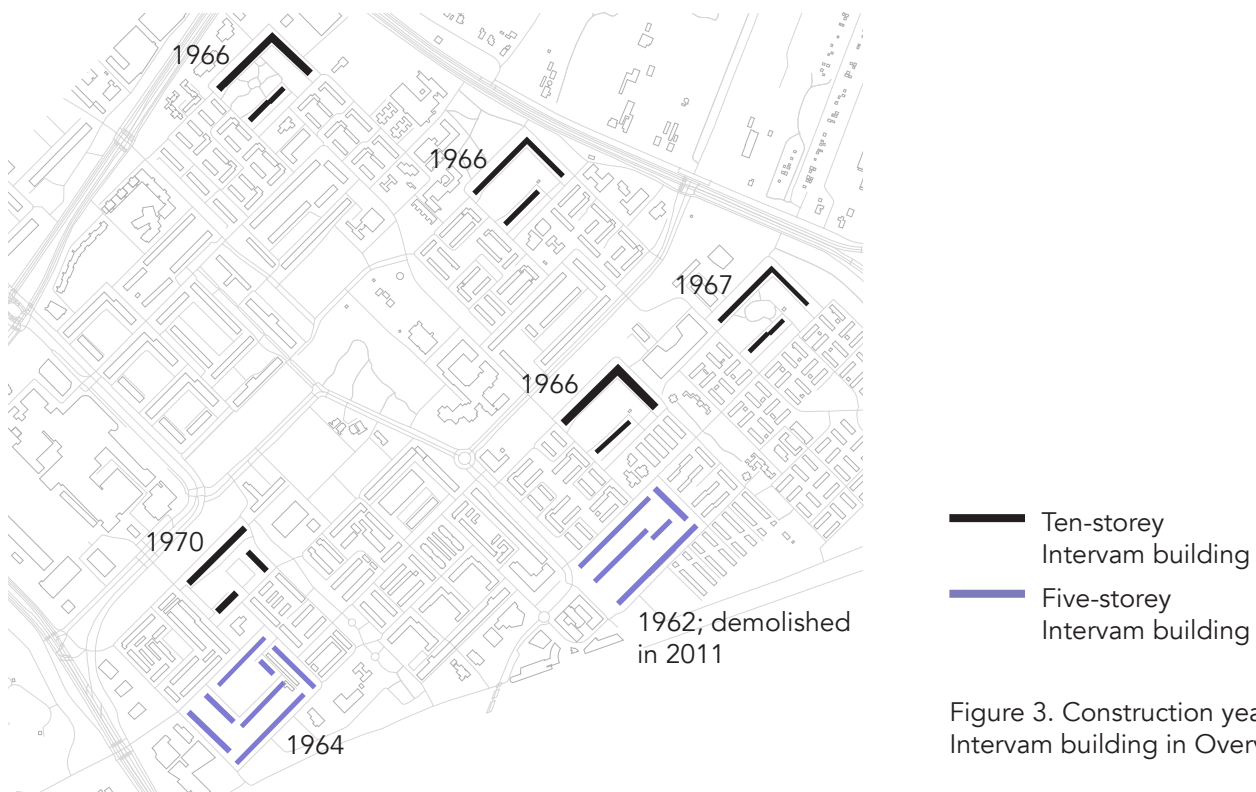 1966
1966
1967
1966
1970
1962; demolished
in 2011
1964
Ten-storey
Intervam building
Five-storey
Intervam building
Figure 3. Construction yea
Intervam building in Overv